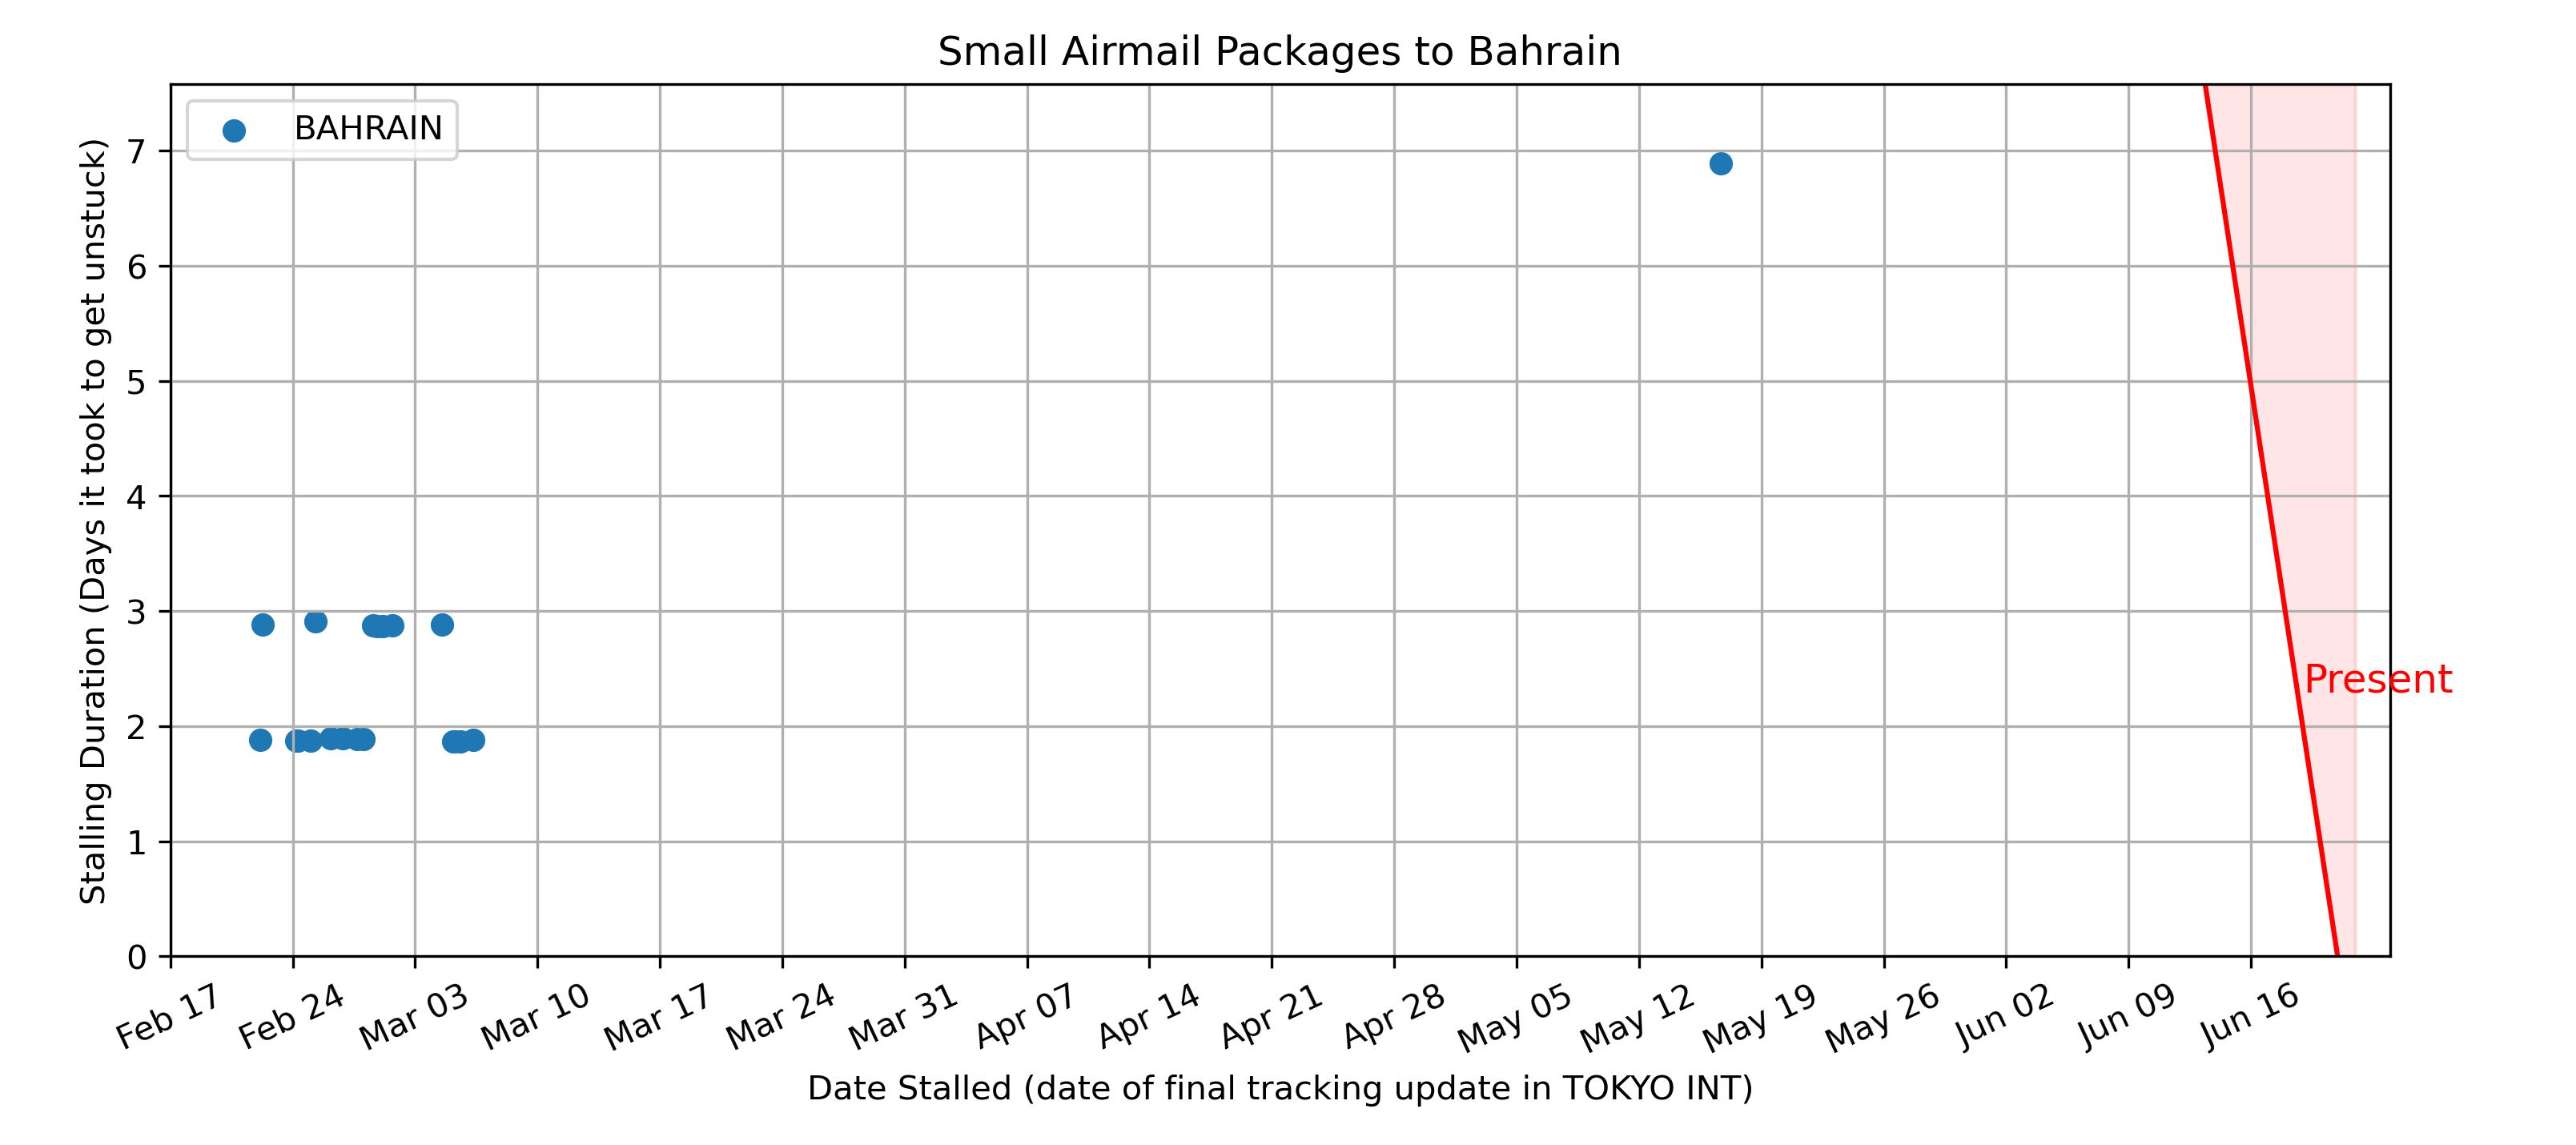 Small Airmail Packages to Bahrain
BAHRAIN
Stalling Duration (Days it took to get unstuck)
7
6
5
4
3
2
1
0
Present
Feb 17
Feb 24
Mar 03
Mar 10
Mar 17
Mar 24
Mar 31
Apr 07
Apr 14
Apr 21
Apr 28
May 05
May 12
May 19
May 26
Jun 02
Jun 09
Jun 16
Date Stalled (date of final tracking update in TOKYO INT)